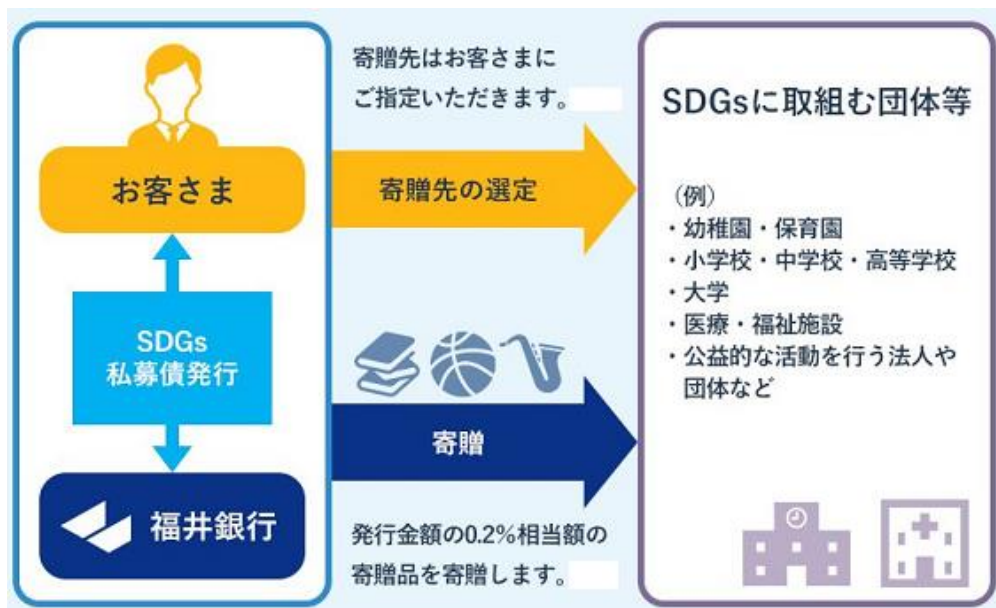 寄贈先はお客さまに
ご指定いただきます。
お客さま
寄贈先の選定
SDGs
私募債発行
寄贈
福井銀行
発行金額の0.2%相当額の
寄贈品を寄贈します。
SDGsに取組む団体等
（例）
・幼稚園・保育園
・小学校・中学校・高等学校
・大学
・医療・福祉施設
・公益的な活動を行う法人や
団体など